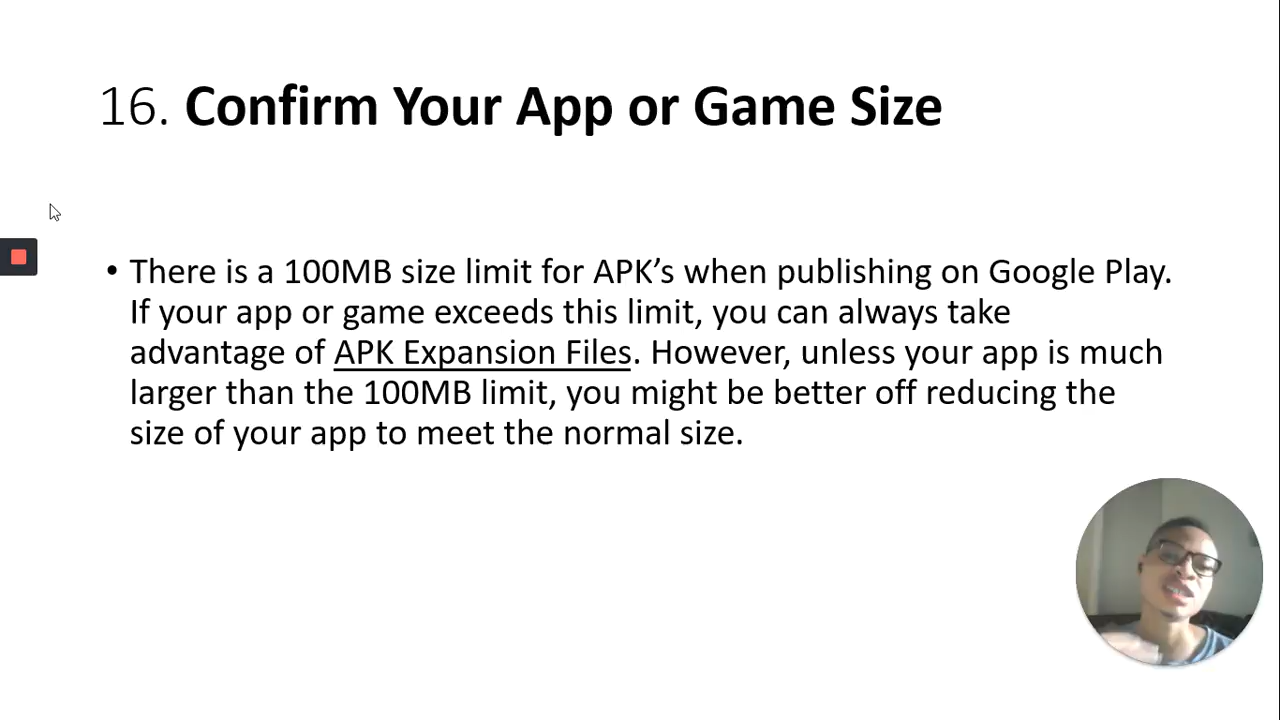 16. Confirm Your App or Game Size
• There is a 100MB size limit for APK’s when publishing on Google Play.
If your app or game exceeds this limit, you can always take
advantage of APK Expansion Files. However, unless your app is much
larger than the 100MB limit, you might be better off reducing the
size of your app to meet the normal size.